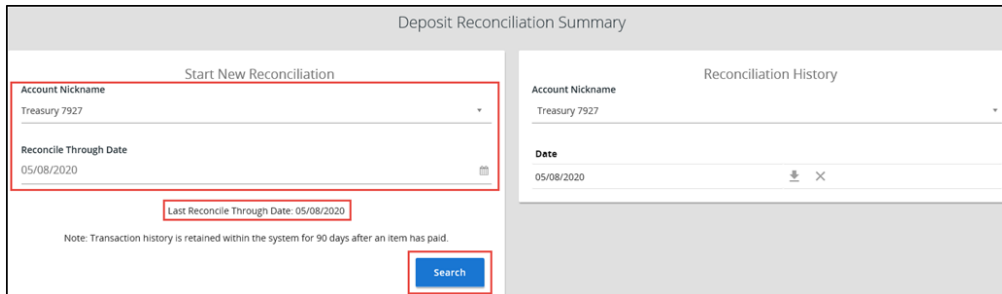 Deposit Reconciliation Summary
Start New Reconciliation
Account Nickname
Treasury 7927
Reconcile Through Date
05/08/2020
Last Reconcile Through Date: 05/08/2020
Note: Transaction history is retained within the system for 90 days after an item has paid.
Search
Reconciliation History
Account Nickname
Treasury 7927
Date
05/08/2020